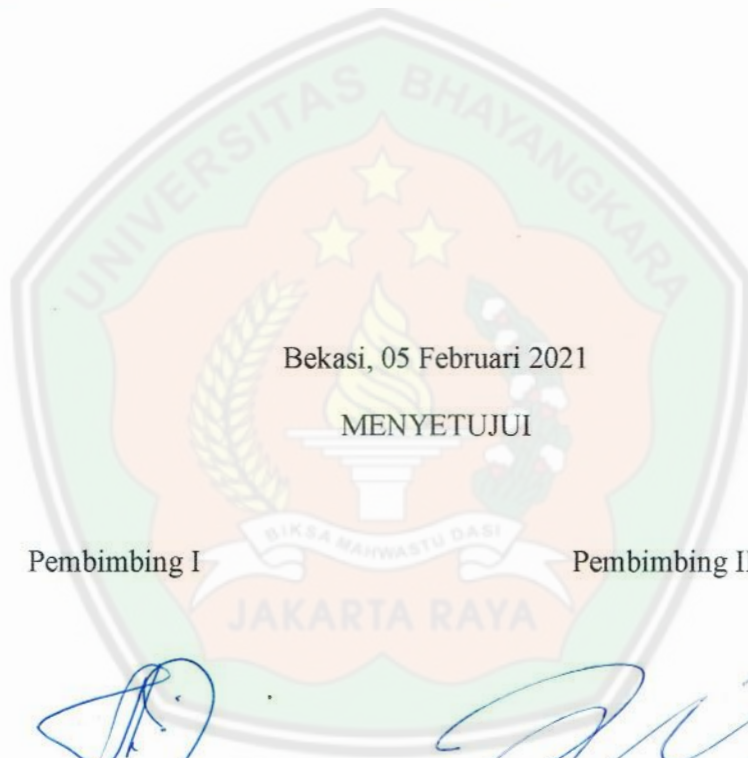 UNIVERSITAS BHAYANGKARA
Bekasi, 05 Februari 2021
MENYETUJUI
BIKSA MAHWASTU DASI
Pembimbing I
Pembimbing II
JAKARTA RAYA